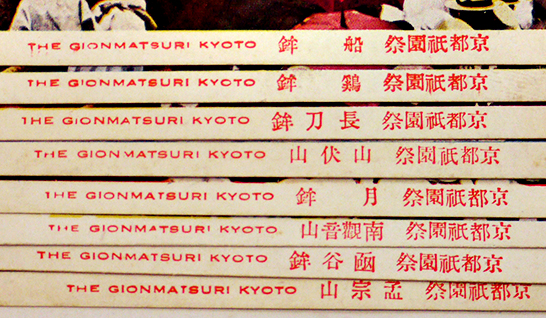 THE GIONMATSURI KYOTO 京都祇園祭 船鉾
THE GIONMATSURI KYOTO 京都祇園祭 鷄鉾
THE GIONMATSURI KYOTO 京都祇園祭 長刀鉾
THE GIONMATSURI KYOTO 京都祇園祭 山伏山
THE GIONMATSURI KYOTO 京都祇園祭 月鉾
THE GIONMATSURI KYOTO 京都祇園祭 南觀音山
THE GIONMATSURI KYOTO 京都祇園祭 凾谷鉾
THE GIONMATSURI KYOTO 京都祇園祭 孟宗山